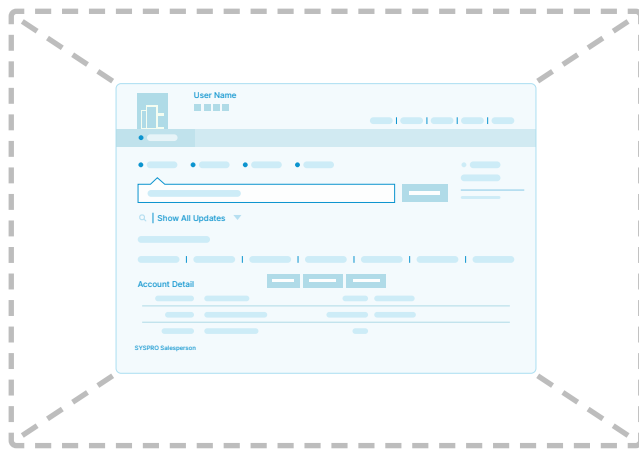 User Name
Show All Updates
Account Detail
SYSPRO Salesperson